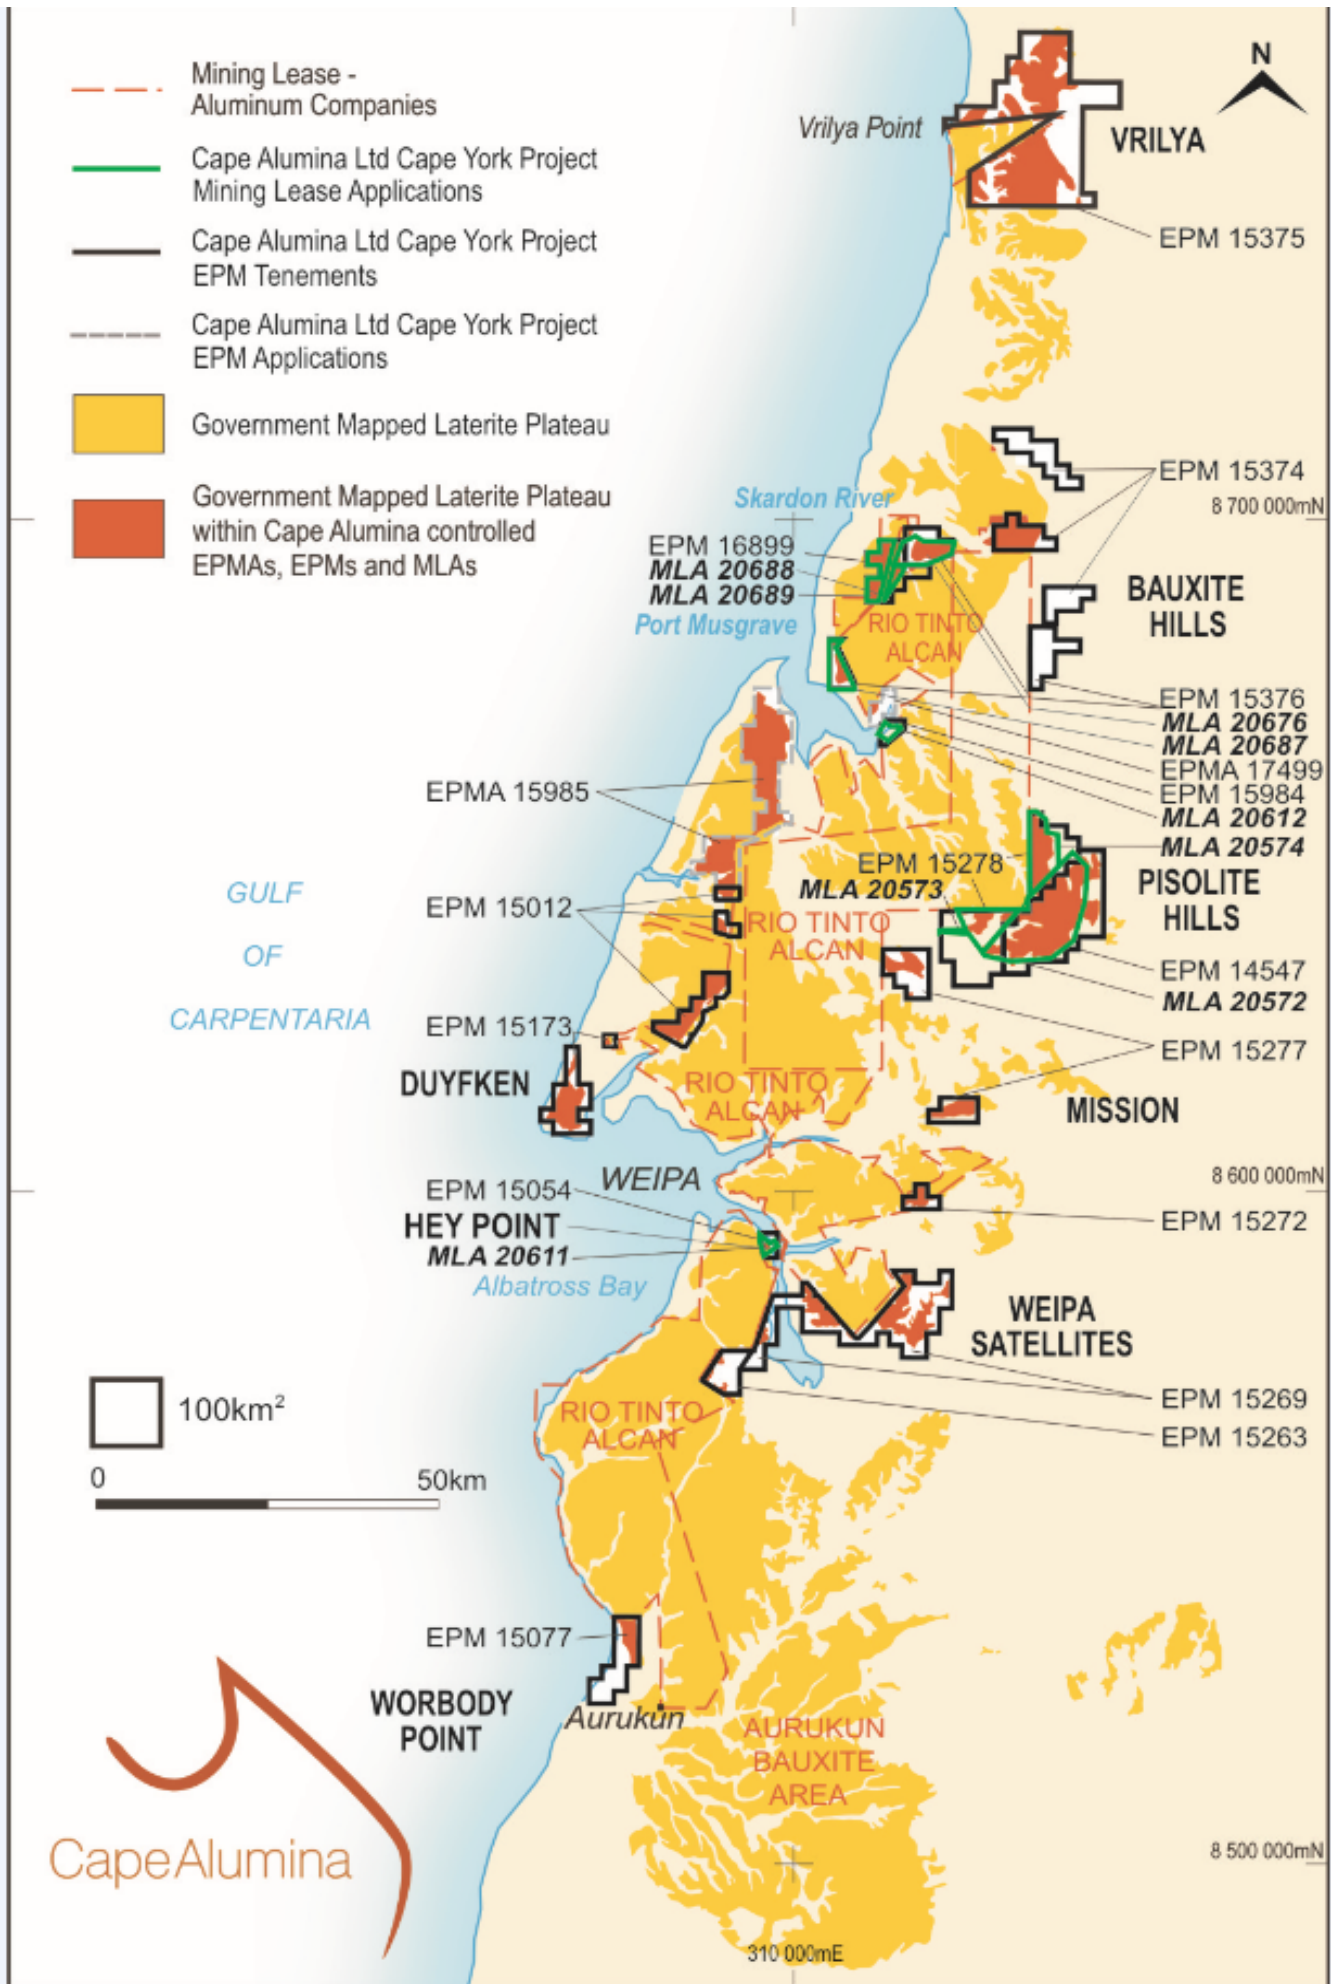 Mining Lease -
Aluminum Companies
Cape Alumina Ltd Cape York Project
Mining Lease Applications
Cape Alumina Ltd Cape York Project
EPM Tenements
Cape Alumina Ltd Cape York Project
EPM Applications
Government Mapped Laterite Plateau
Government Mapped Laterite Plateau
within Cape Alumina controlled
EPMAs, EPMs and MLAs
N
Vrilya Point
VRILYA
EPM 15375
EPM 15374
Skardon River
8 700 000mN
EPM 16899
MLA 20688
MLA 20689
Port Musgrave
RIO TINTO
ALCAN
BAUXITE
HILLS
EPM 15376
MLA 20676
MLA 20687
EPMA 17499
EPM 15984
MLA 20612
MLA 20574
EPMA 15985
EPM 15278
MLA 20573
PISOLITE
HILLS
GULF
OF
CARPENTARIA
EPM 15012
RIO TINTO
ALCAN
EPM 14547
MLA 20572
EPM 15173
EPM 15277
DUYFKEN
RIO TINTO
ALCAN
MISSION
WEIPA
8 600 000mN
EPM 15054
HEY POINT
MLA 20611
EPM 15272
Albatross Bay
WEIPA
SATELLITES
100km²
EPM 15269
EPM 15263
RIO TINTO
ALCAN
0
50km
EPM 15077
WORBODY
POINT
Aurukun
AURUKUN
BAUXITE
AREA
CapeAlumina
8 500 000mN
310 000mE